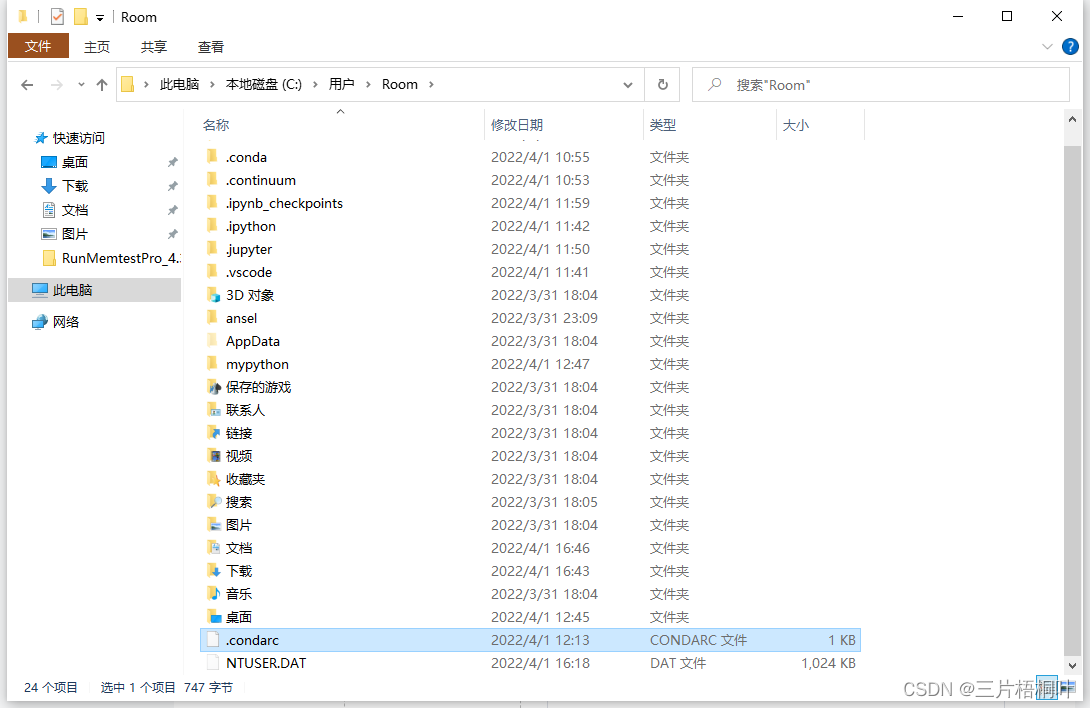 Room
文件 主页 共享 查看
此电脑 本地磁盘 (C:) 用户 Room 搜索"Room"
快速访问
桌面
下载
文档
图片
RunMemtestPro_4.
此电脑
网络
名称 修改日期 类型 大小
.conda 2022/4/1 10:55 文件夹
.continuum 2022/4/1 10:53 文件夹
.ipynb_checkpoints 2022/4/1 11:59 文件夹
.ipython 2022/4/1 11:42 文件夹
.jupyter 2022/4/1 11:50 文件夹
.vscode 2022/4/1 11:41 文件夹
3D 对象 2022/3/31 18:04 文件夹
ansel 2022/3/31 23:09 文件夹
AppData 2022/3/31 18:04 文件夹
mypython 2022/4/1 12:47 文件夹
保存的游戏 2022/3/31 18:04 文件夹
联系人 2022/3/31 18:04 文件夹
链接 2022/3/31 18:04 文件夹
视频 2022/3/31 18:04 文件夹
收藏夹 2022/3/31 18:04 文件夹
搜索 2022/3/31 18:05 文件夹
图片 2022/3/31 18:04 文件夹
文档 2022/4/1 16:46 文件夹
下载 2022/4/1 16:43 文件夹
音乐 2022/3/31 18:04 文件夹
桌面 2022/4/1 12:45 文件夹
.condarc 2022/4/1 12:13 CONDARC 文件 1 KB
NTUSER.DAT 2022/4/1 16:18 DAT 文件 1,024 KB
24 个项目 选中 1 个项目 747 字节
CSDN @三片梧桐叶